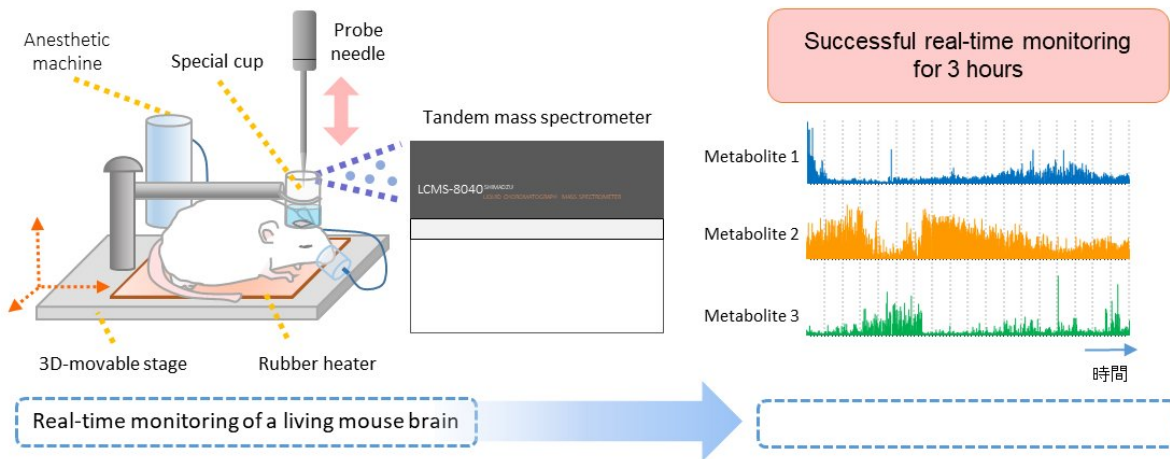 Anesthetic
machine
Special cup
Probe
needle
Tandem mass spectrometer
LCMS-8040 SHIMADZU
LIQUID CHOROMATOGRAPH MASS SPECTROMETER
3D-movable stage
Rubber heater
Real-time monitoring of a living mouse brain
Successful real-time monitoring
for 3 hours
Metabolite 1
Metabolite 2
Metabolite 3
時間